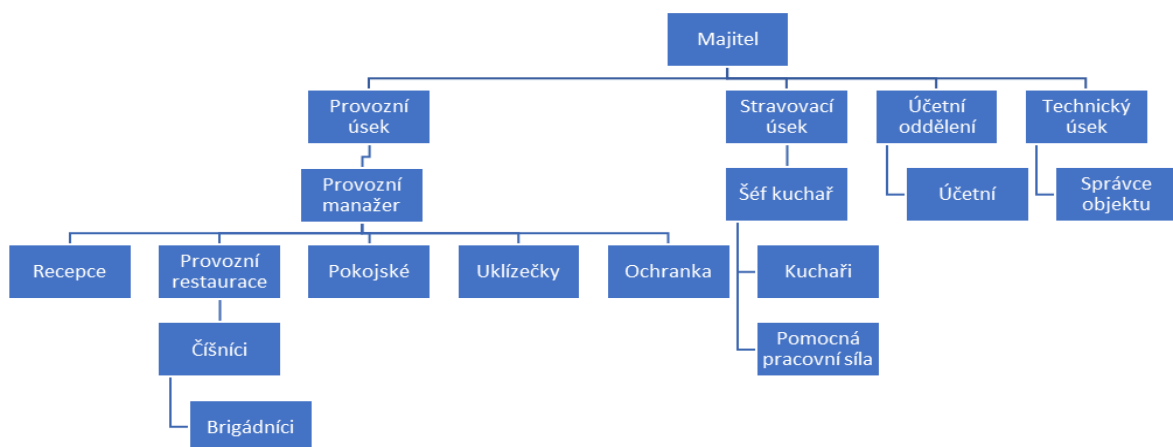 Majitel
Provozní
úsek
Stravovací
úsek
Účetní
oddělení
Technický
úsek
Provozní
manažer
Šéf kuchař
Účetní
Správce
objektu
Recepce
Provozní
restaurace
Pokojské
Uklízečky
Ochranka
Kuchaři
Číšníci
Pomocná
pracovní síla
Brigádníci